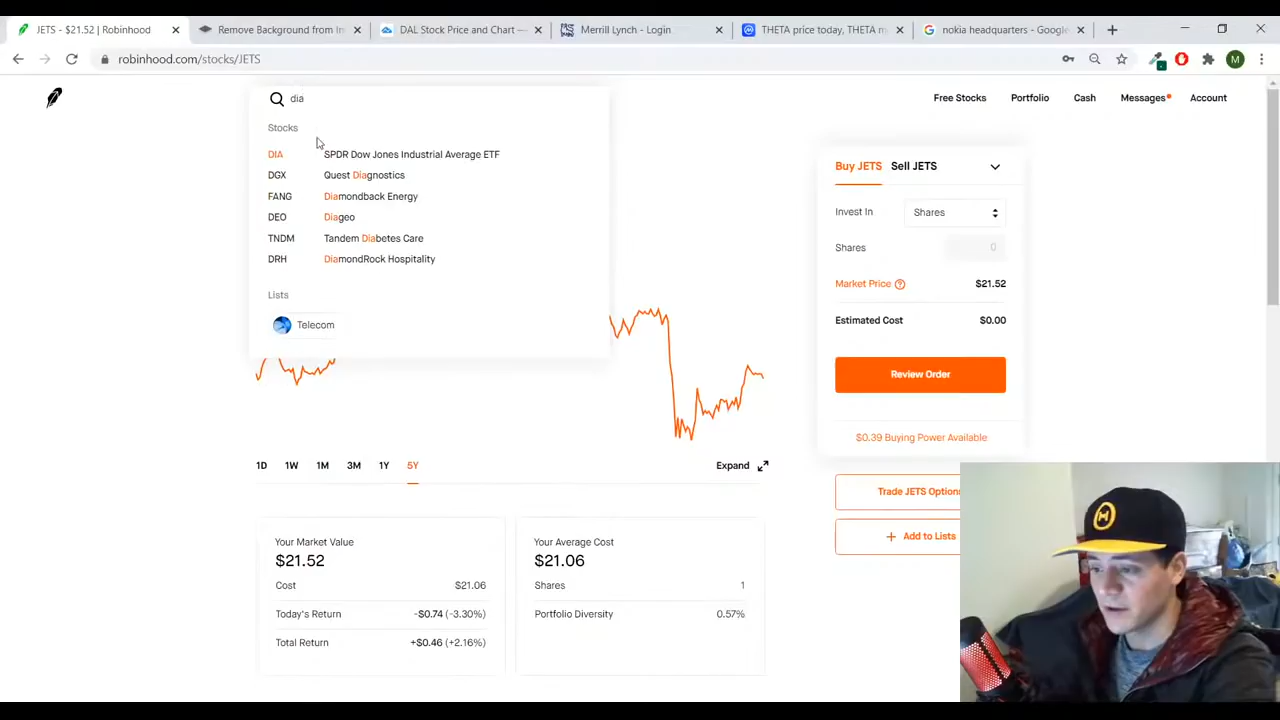 JETS - $21.52 | Robinhood
Remove Background from Im
DAL Stock Price and Chart —
Merrill Lynch - Login
THETA price today, THETA m
nokia headquarters - Google
robinhood.com/stocks/JETS
M
dia
Free Stocks
Portfolio
Cash
Messages
Account
Stocks
DIA SPDR Dow Jones Industrial Average ETF
DGX Quest Diagnostics
FANG Diamondback Energy
DEO Diageo
TNDM Tandem Diabetes Care
DRH DiamondRock Hospitality
Lists
Telecom
Buy JETS Sell JETS
Invest In Shares
Shares 0
Market Price ? $21.52
Estimated Cost $0.00
Review Order
$0.39 Buying Power Available
Trade JETS Option
+ Add to Lists
1D 1W 1M 3M 1Y 5Y Expand
Your Market Value
$21.52
Cost $21.06
Today's Return -$0.74 (-3.30%)
Total Return +$0.46 (+2.16%)
Your Average Cost
$21.06
Shares 1
Portfolio Diversity 0.57%